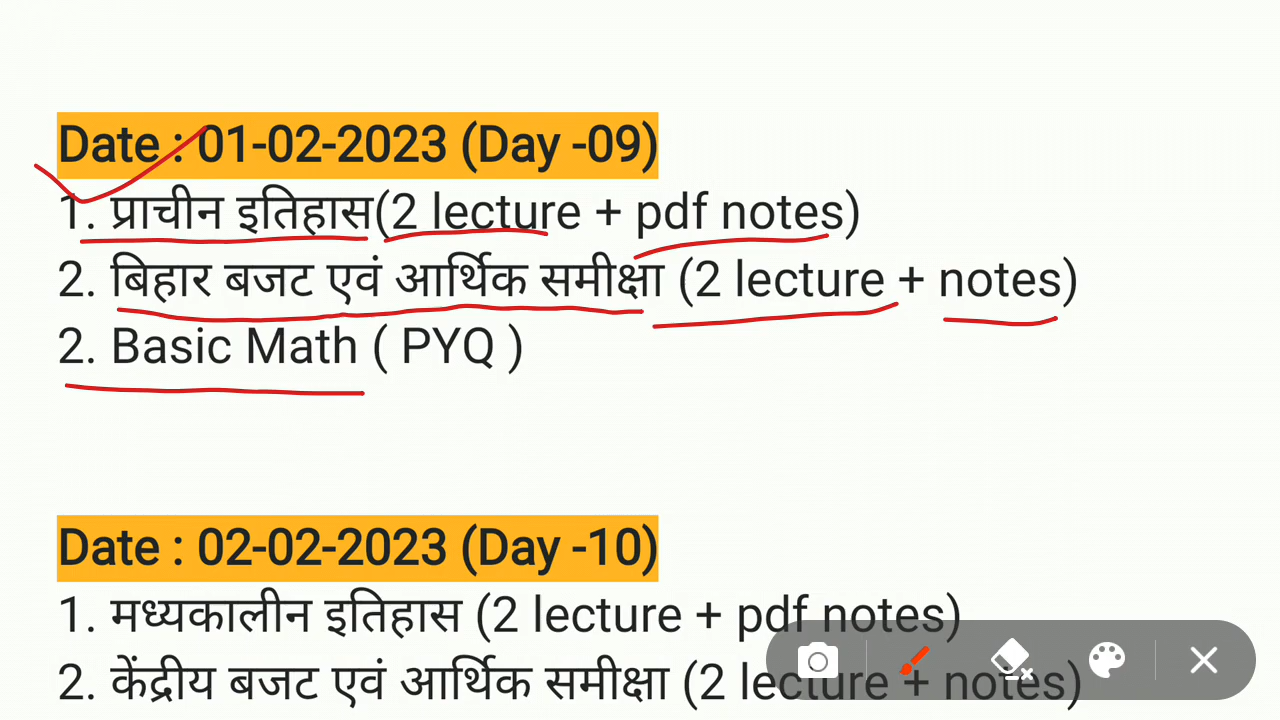 Date : 01-02-2023 (Day -09)
1. प्राचीन इतिहास(2 lecture + pdf notes)
2. बिहार बजट एवं आर्थिक समीक्षा (2 lecture + notes)
2. Basic Math ( PYQ )
Date : 02-02-2023 (Day -10)
1. मध्यकालीन इतिहास (2 lecture + pdf notes)
2. केंद्रीय बजट एवं आर्थिक समीक्षा (2 lecture + notes)